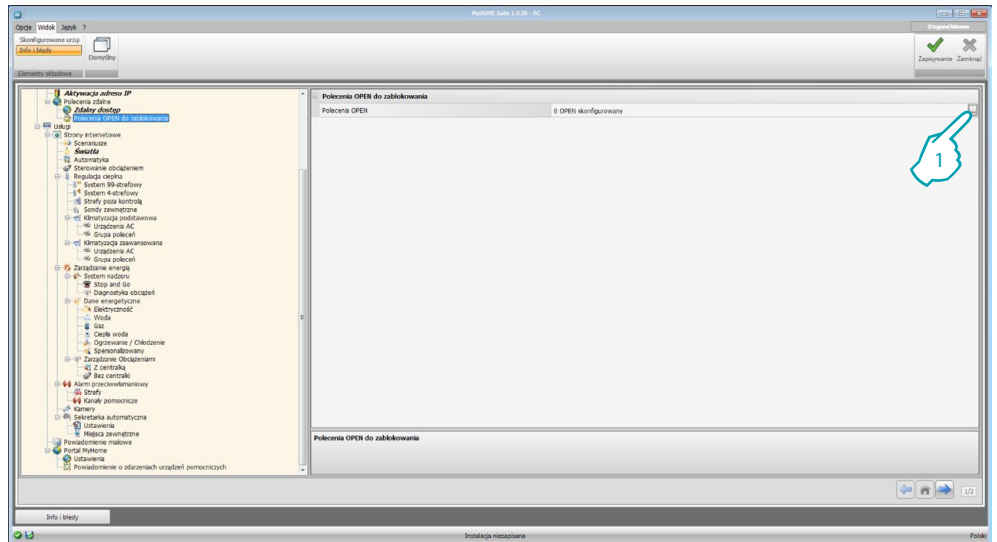 MyHOME Suite 1.0.30 - RC
Opcje Widok Język ?
Skonfigurowane urząd
Info i błędy
Domyślny
Elementy składowe
Zapisywanie Zamknąć
Aktywacja adresu IP
Polecenia zdalne
Zdalny dostęp
Polecenia OPEN do zablokowania
Usługi
Strony internetowe
Scenariusze
Światła
Automatyka
Sterowanie obciążeniem
Regulacja cieplna
System 99-strefowy
System 4-strefowy
Strefy poza kontrolą
Sondy zewnętrzne
Klimatyzacja podstawowa
Urządzenia AC
Grupa poleceń
Klimatyzacja zaawansowana
Urządzenia AC
Grupa poleceń
Zarządzanie energią
System nadzoru
Stop and Go
Diagnostyka obciążeń
Dane energetyczne
Elektryczność
Woda
Gaz
Ciepła woda
Ogrzewanie / Chłodzenie
Spersonalizowany
Zarządzanie Obciążeniami
Z centralką
Bez centralki
Alarm przeciwwłamaniowy
Strefy
Kanały pomocnicze
Kamery
Sekretarka automatyczna
Ustawienia
Miejsca zewnętrzne
Powiadomienie mailowe
Portal MyHome
Ustawienia
Powiadomienie o zdarzeniach urządzeń pomocniczych
Polecenia OPEN do zablokowania
Polecenia OPEN 0 OPEN skonfigurowany
1
Polecenia OPEN do zablokowania
1/2
Info i błędy
Instalacja niezapisana
Polski